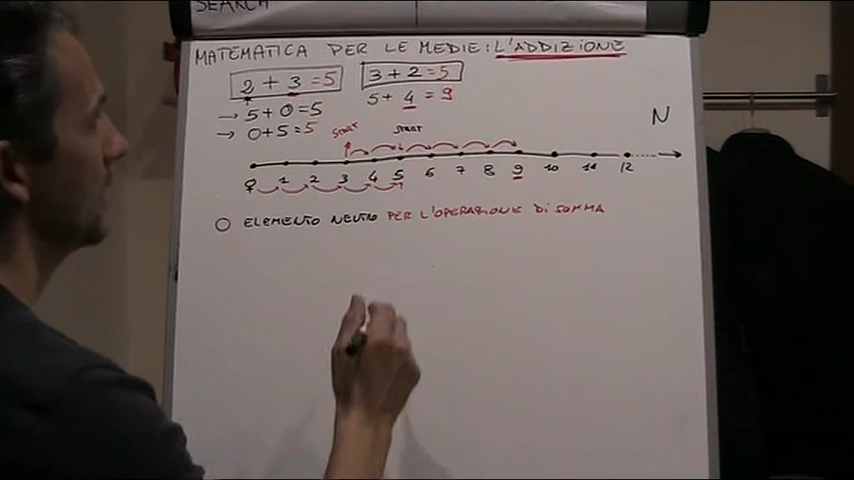 SEARCH
MATEMATICA PER LE MEDIE: L'ADDIZIONE
2 + 3 = 5 3 + 2 = 5
→ 5 + 0 = 5 5 + 4 = 9
→ 0 + 5 = 5
N
START START
0 1 2 3 4 5 6 7 8 9 10 11 12
O ELEMENTO NEUTRO PER L'OPERAZIONE DI SOMMA